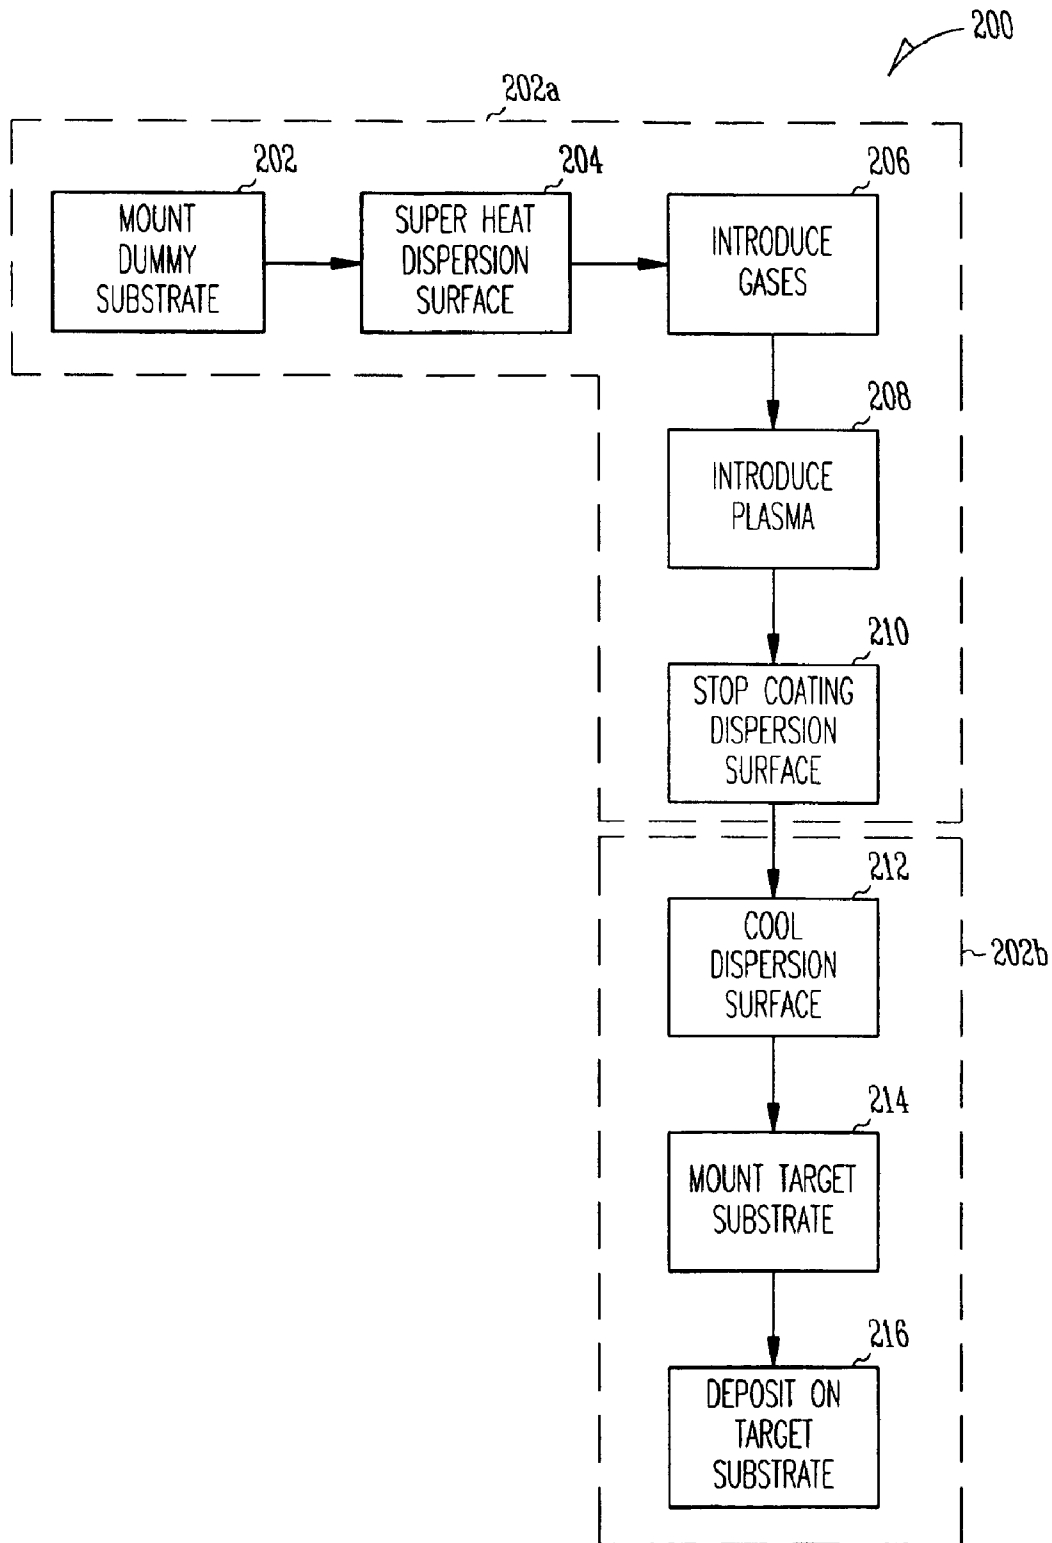 200
202a
202
MOUNT
DUMMY
SUBSTRATE
204
SUPER HEAT
DISPERSION
SURFACE
206
INTRODUCE
GASES
208
INTRODUCE
PLASMA
210
STOP COATING
DISPERSION
SURFACE
212
COOL
DISPERSION
SURFACE
202b
214
MOUNT TARGET
SUBSTRATE
216
DEPOSIT ON
TARGET
SUBSTRATE